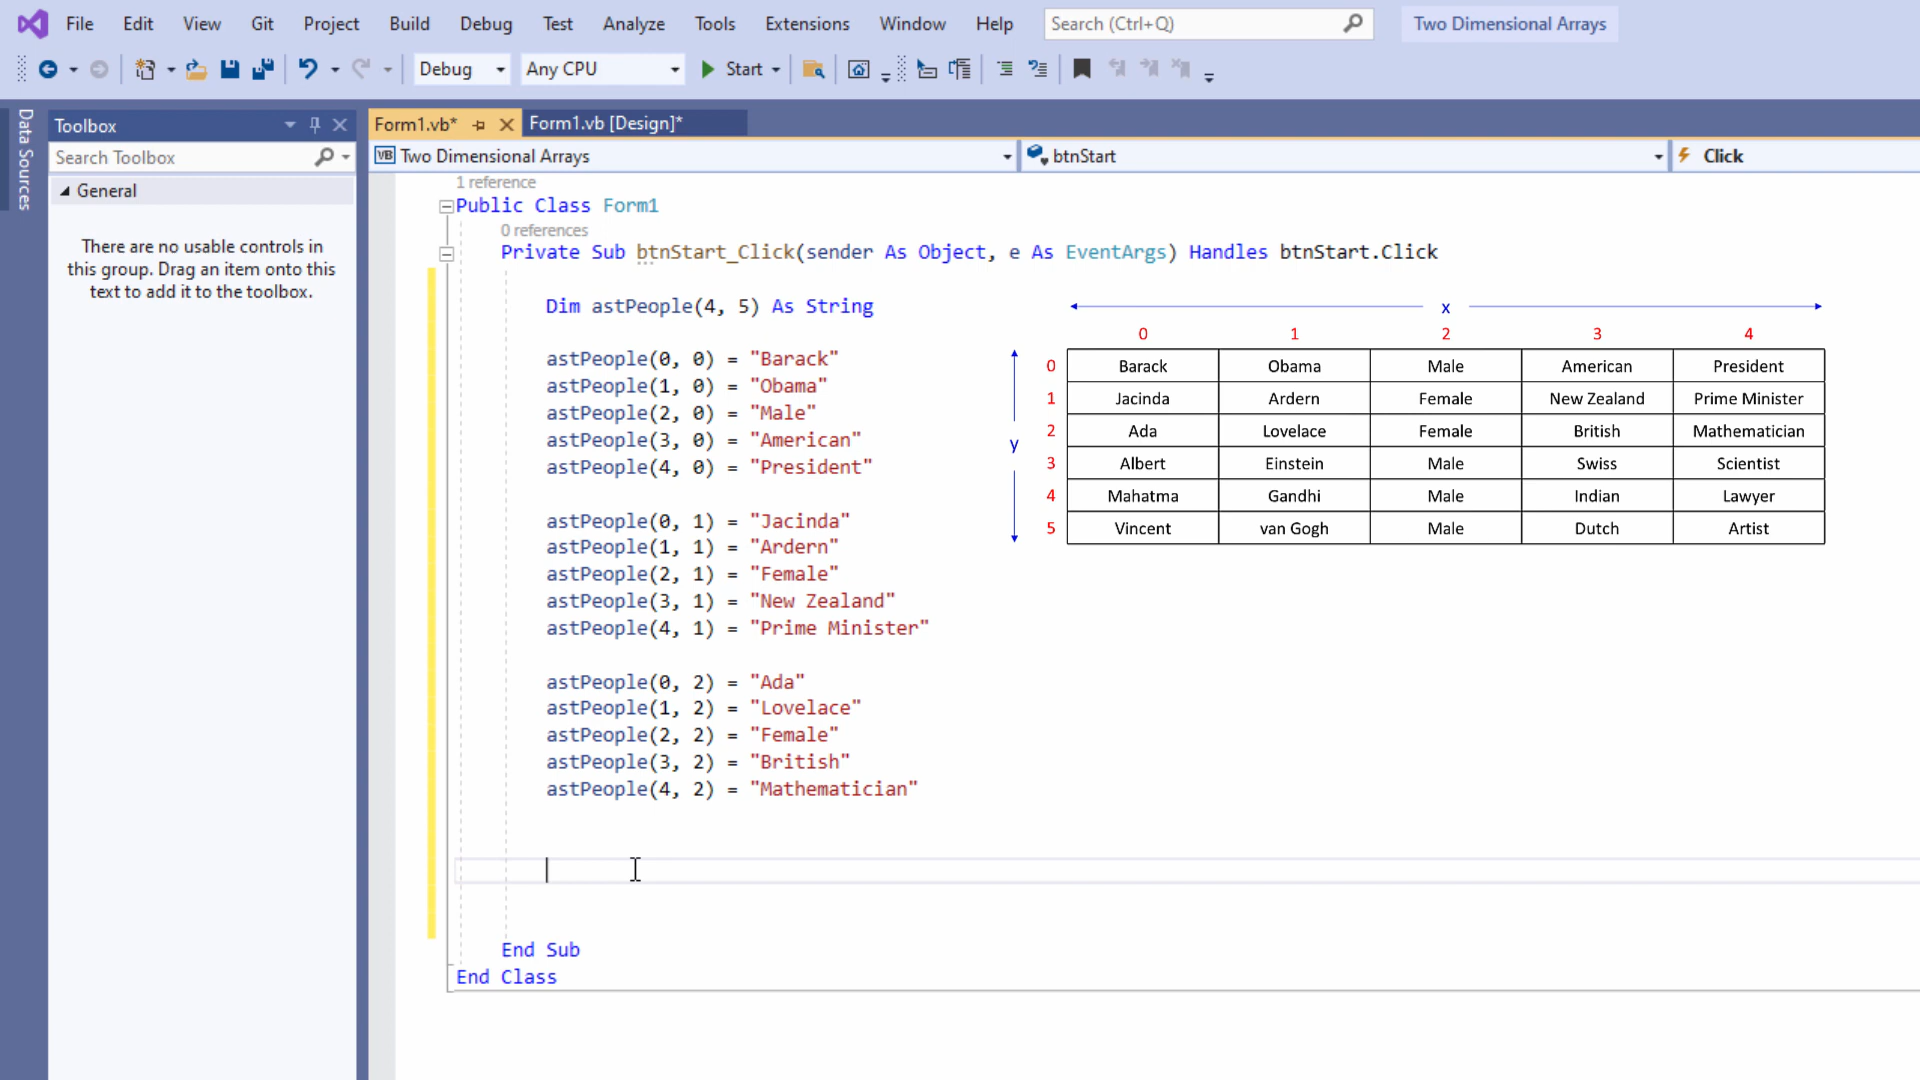 File Edit View Git Project Build Debug Test Analyze Tools Extensions Window Help Search (Ctrl+Q) Two Dimensional Arrays
Debug Any CPU Start
Data Sources
Toolbox
Search Toolbox
General
There are no usable controls in
this group. Drag an item onto this
text to add it to the toolbox.
Form1.vb* Form1.vb [Design]*
VB Two Dimensional Arrays btnStart Click
1 reference
Public Class Form1
0 references
Private Sub btnStart_Click(sender As Object, e As EventArgs) Handles btnStart.Click
Dim astPeople(4, 5) As String
astPeople(0, 0) = "Barack"
astPeople(1, 0) = "Obama"
astPeople(2, 0) = "Male"
astPeople(3, 0) = "American"
astPeople(4, 0) = "President"
astPeople(0, 1) = "Jacinda"
astPeople(1, 1) = "Ardern"
astPeople(2, 1) = "Female"
astPeople(3, 1) = "New Zealand"
astPeople(4, 1) = "Prime Minister"
astPeople(0, 2) = "Ada"
astPeople(1, 2) = "Lovelace"
astPeople(2, 2) = "Female"
astPeople(3, 2) = "British"
astPeople(4, 2) = "Mathematician"
End Sub
End Class
x
0 1 2 3 4
y
0 Barack Obama Male American President
1 Jacinda Ardern Female New Zealand Prime Minister
2 Ada Lovelace Female British Mathematician
3 Albert Einstein Male Swiss Scientist
4 Mahatma Gandhi Male Indian Lawyer
5 Vincent van Gogh Male Dutch Artist